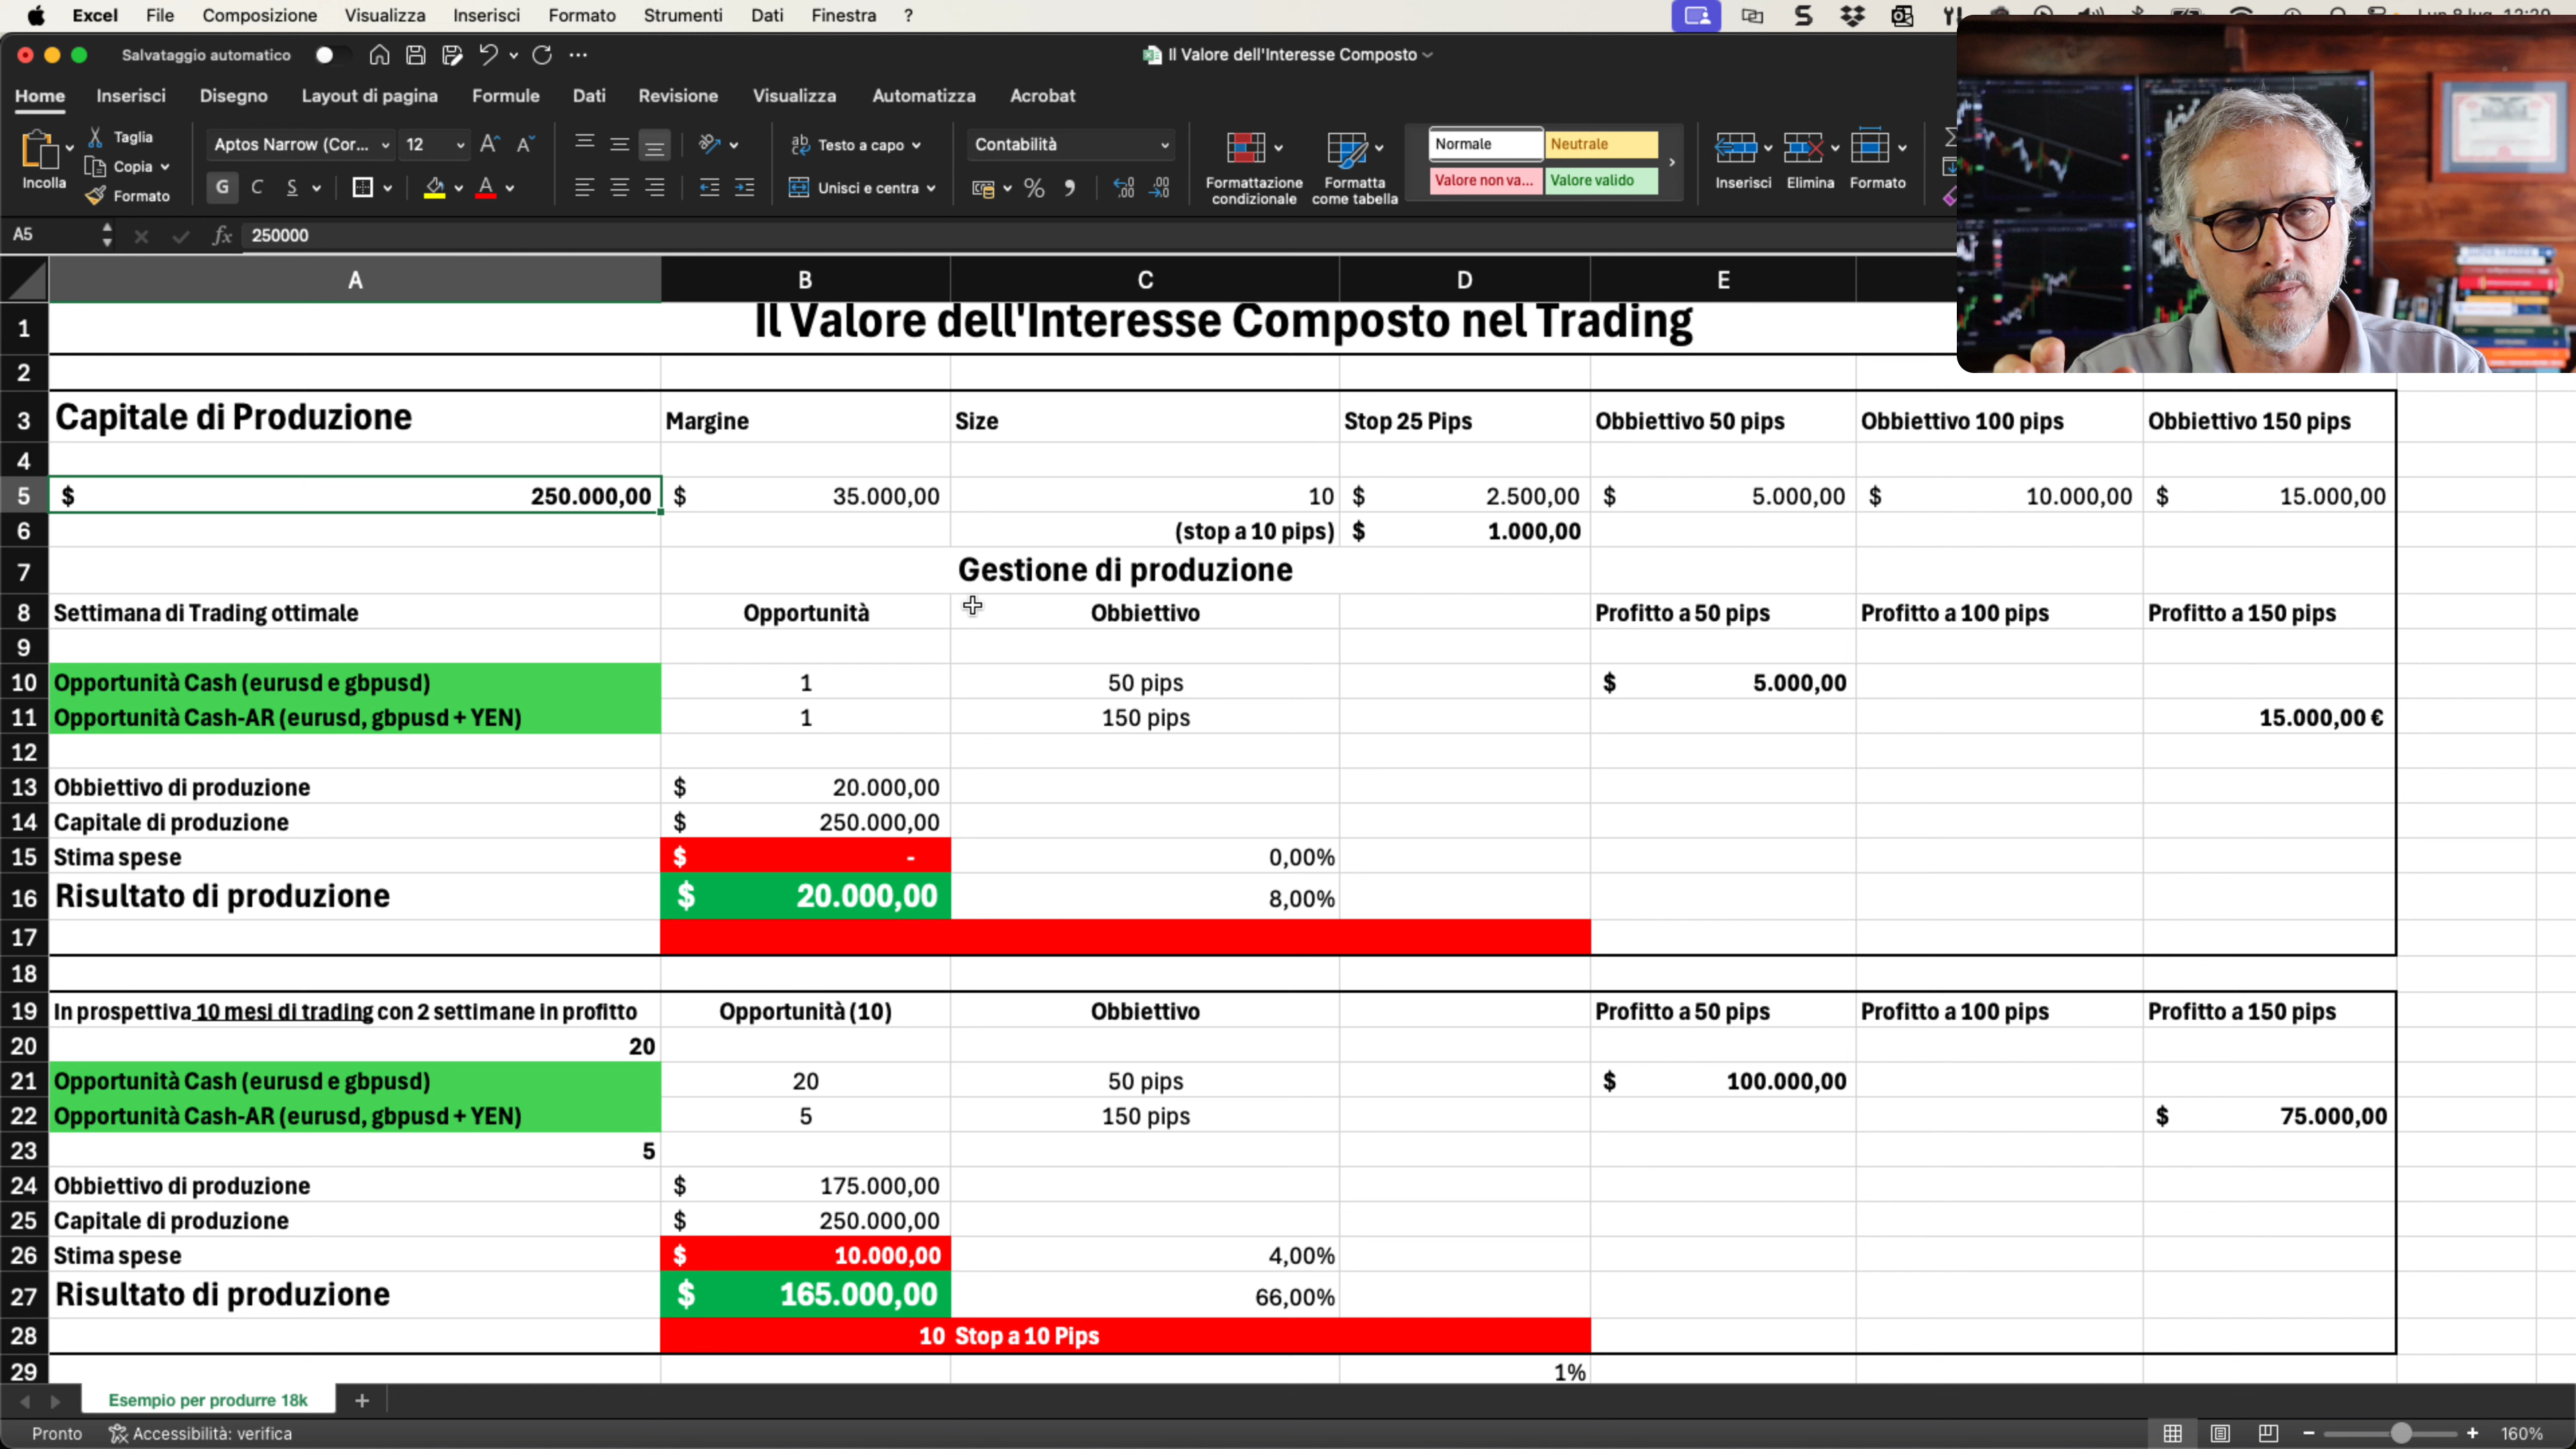 Excel File Composizione Visualizza Inserisci Formato Strumenti Dati Finestra ?
Salvataggio automatico
Il Valore dell'Interesse Composto
Home Inserisci Disegno Layout di pagina Formule Dati Revisione Visualizza Automatizza Acrobat
Incolla
Taglia
Copia
Formato
Aptos Narrow (Cor... 12
G C S
Testo a capo
Unisci e centra
Contabilità
Formattazione condizionale
Formatta come tabella
Normale Neutrale
Valore non va... Valore valido
Inserisci Elimina Formato
A5 fx 250000
A B C D E
1 Il Valore dell'Interesse Composto nel Trading
2
3 Capitale di Produzione Margine Size Stop 25 Pips Obbiettivo 50 pips Obbiettivo 100 pips Obbiettivo 150 pips
4
5 $ 250.000,00 $ 35.000,00 10 $ 2.500,00 $ 5.000,00 $ 10.000,00 $ 15.000,00
6 (stop a 10 pips) $ 1.000,00
7 Gestione di produzione
8 Settimana di Trading ottimale Opportunità Obbiettivo Profitto a 50 pips Profitto a 100 pips Profitto a 150 pips
9
10 Opportunità Cash (eurusd e gbpusd) 1 50 pips $ 5.000,00
11 Opportunità Cash-AR (eurusd, gbpusd + YEN) 1 150 pips 15.000,00 €
12
13 Obbiettivo di produzione $ 20.000,00
14 Capitale di produzione $ 250.000,00
15 Stima spese $ - 0,00%
16 Risultato di produzione $ 20.000,00 8,00%
17
18
19 In prospettiva 10 mesi di trading con 2 settimane in profitto Opportunità (10) Obbiettivo Profitto a 50 pips Profitto a 100 pips Profitto a 150 pips
20 20
21 Opportunità Cash (eurusd e gbpusd) 20 50 pips $ 100.000,00
22 Opportunità Cash-AR (eurusd, gbpusd + YEN) 5 150 pips $ 75.000,00
23 5
24 Obbiettivo di produzione $ 175.000,00
25 Capitale di produzione $ 250.000,00
26 Stima spese $ 10.000,00 4,00%
27 Risultato di produzione $ 165.000,00 66,00%
28 10 Stop a 10 Pips
29 1%
Esempio per produrre 18k +
Pronto Accessibilità: verifica 160%